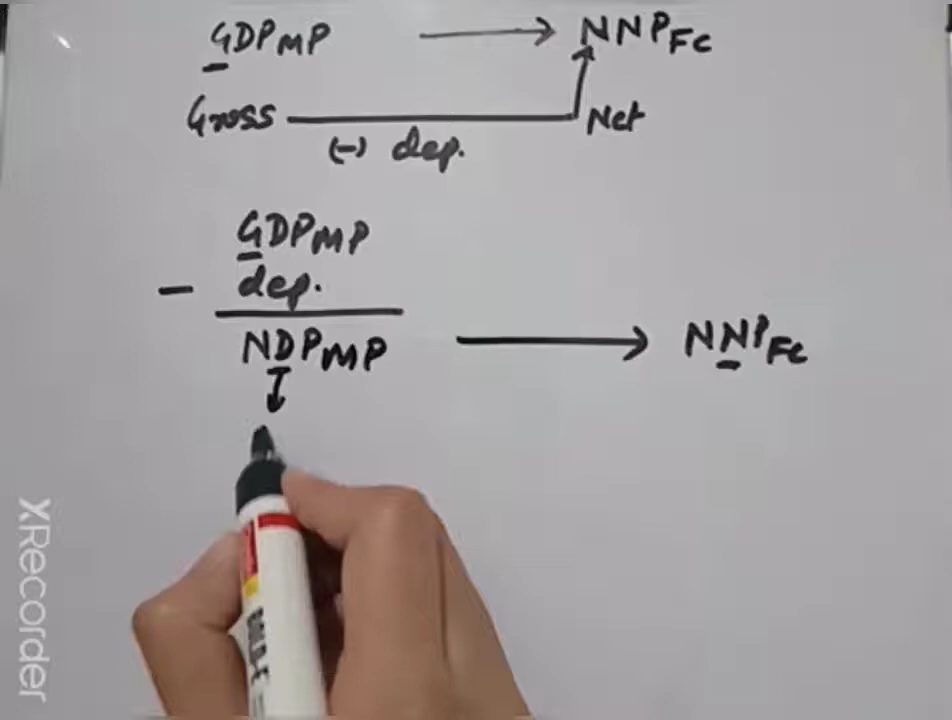 GDPMP → NNPFC
Gross Net
(-) dep.
GDPMP
- dep.
NDPMP → NNPFC
XRecorder